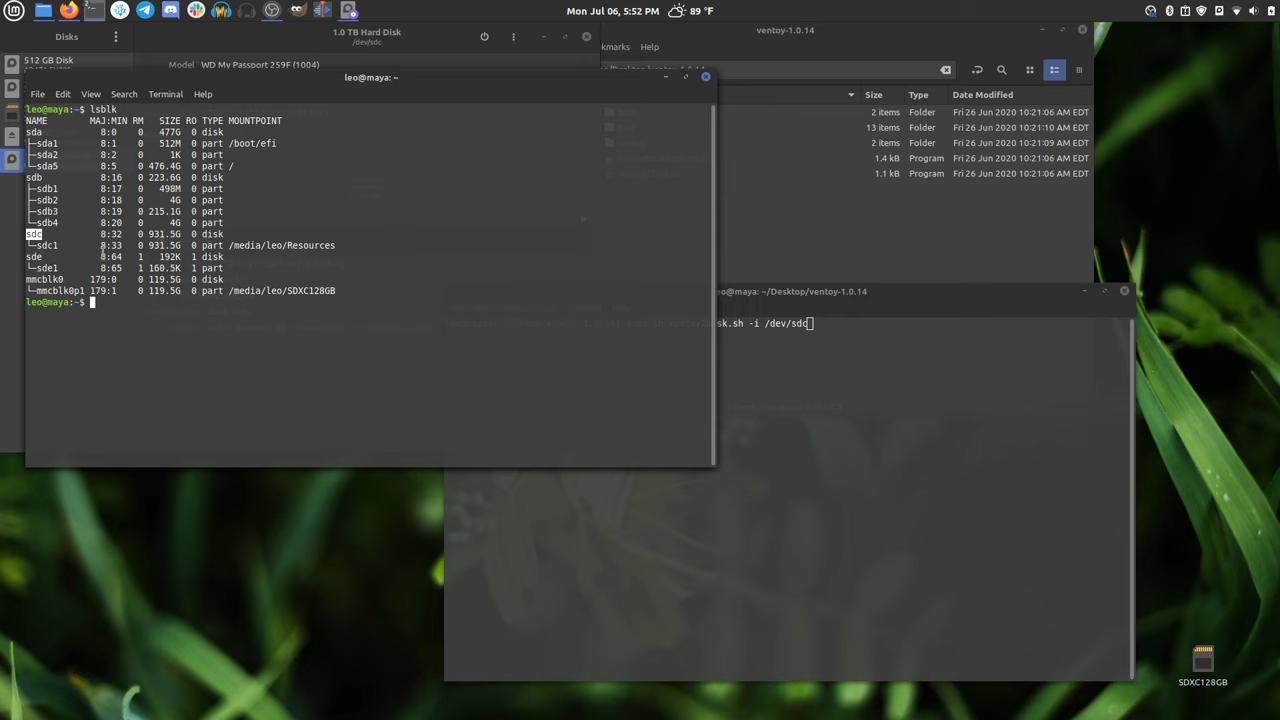 Mon Jul 06, 5:52 PM 89 °F
Disks
1.0 TB Hard Disk
/dev/sdc
ventoy-1.0.14
512 GB Disk
Model WD My Passport 259F (1004)
kmarks Help
leo@maya: ~
File Edit View Search Terminal Help
Size Type Date Modified
2 items Folder Fri 26 Jun 2020 10:21:06 AM EDT
13 items Folder Fri 26 Jun 2020 10:21:10 AM EDT
2 items Folder Fri 26 Jun 2020 10:21:06 AM EDT
1.4 kB Program Fri 26 Jun 2020 10:21:06 AM EDT
1.1 kB Program Fri 26 Jun 2020 10:21:06 AM EDT
leo@maya:~$ lsblk
NAME MAJ:MIN RM SIZE RO TYPE MOUNTPOINT
sda 8:0 0 477G 0 disk
├─sda1 8:1 0 512M 0 part /boot/efi
├─sda2 8:2 0 1K 0 part
└─sda5 8:5 0 476.4G 0 part /
sdb 8:16 0 223.6G 0 disk
├─sdb1 8:17 0 498M 0 part
├─sdb2 8:18 0 4G 0 part
├─sdb3 8:19 0 215.1G 0 part
└─sdb4 8:20 0 4G 0 part
sdc 8:32 0 931.5G 0 disk
└─sdc1 8:33 0 931.5G 0 part /media/leo/Resources
sde 8:64 1 192K 1 disk
└─sde1 8:65 1 160.5K 1 part
mmcblk0 179:0 0 119.5G 0 disk
└─mmcblk0p1 179:1 0 119.5G 0 part /media/leo/SDXC128GB
leo@maya:~$
eo@maya: ~/Desktop/ventoy-1.0.14
sk.sh -i /dev/sdc
SDXC128GB